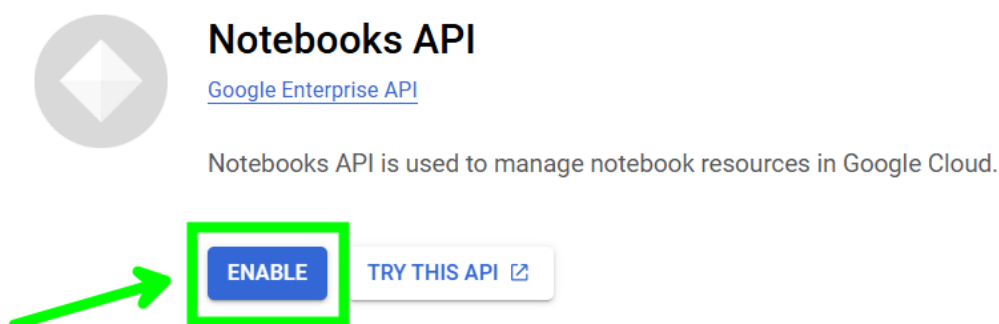 Notebooks API
Google Enterprise API
Notebooks API is used to manage notebook resources in Google Cloud.
ENABLE TRY THIS API